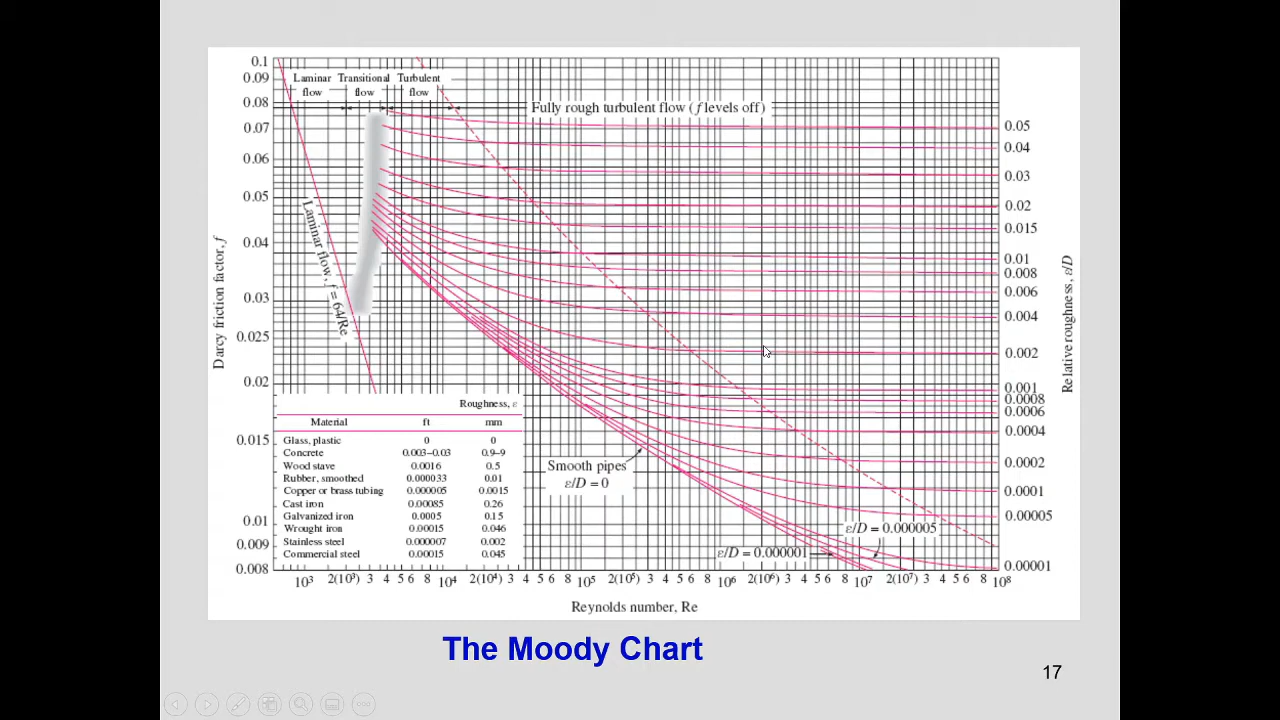 0.1
0.09
0.08
0.07
0.06
0.05
0.04
0.03
0.025
0.02
0.015
0.01
0.009
0.008
Darcy friction factor, f
Laminar flow
Transitional flow
Turbulent flow
Fully rough turbulent flow ( f levels off)
Laminar flow, f = 64/Re
0.05
0.04
0.03
0.02
0.015
0.01
0.008
0.006
0.004
0.002
0.001
0.0008
0.0006
0.0004
0.0002
0.0001
0.00005
0.00001
Relative roughness, ε/D
Roughness, ε
Material ft mm
Glass, plastic 0 0
Concrete 0.003–0.03 0.9–9
Wood stave 0.0016 0.5
Rubber, smoothed 0.000033 0.01
Copper or brass tubing 0.000005 0.0015
Cast iron 0.00085 0.26
Galvanized iron 0.0005 0.15
Wrought iron 0.00015 0.046
Stainless steel 0.000007 0.002
Commercial steel 0.00015 0.045
Smooth pipes
ε/D = 0
ε/D = 0.000005
ε/D = 0.000001
10³ 2(10³) 3 4 5 6 8 10⁴ 2(10⁴) 3 4 5 6 8 10⁵ 2(10⁵) 3 4 5 6 8 10⁶ 2(10⁶) 3 4 5 6 8 10⁷ 2(10⁷) 3 4 5 6 8 10⁸
Reynolds number, Re
The Moody Chart
17